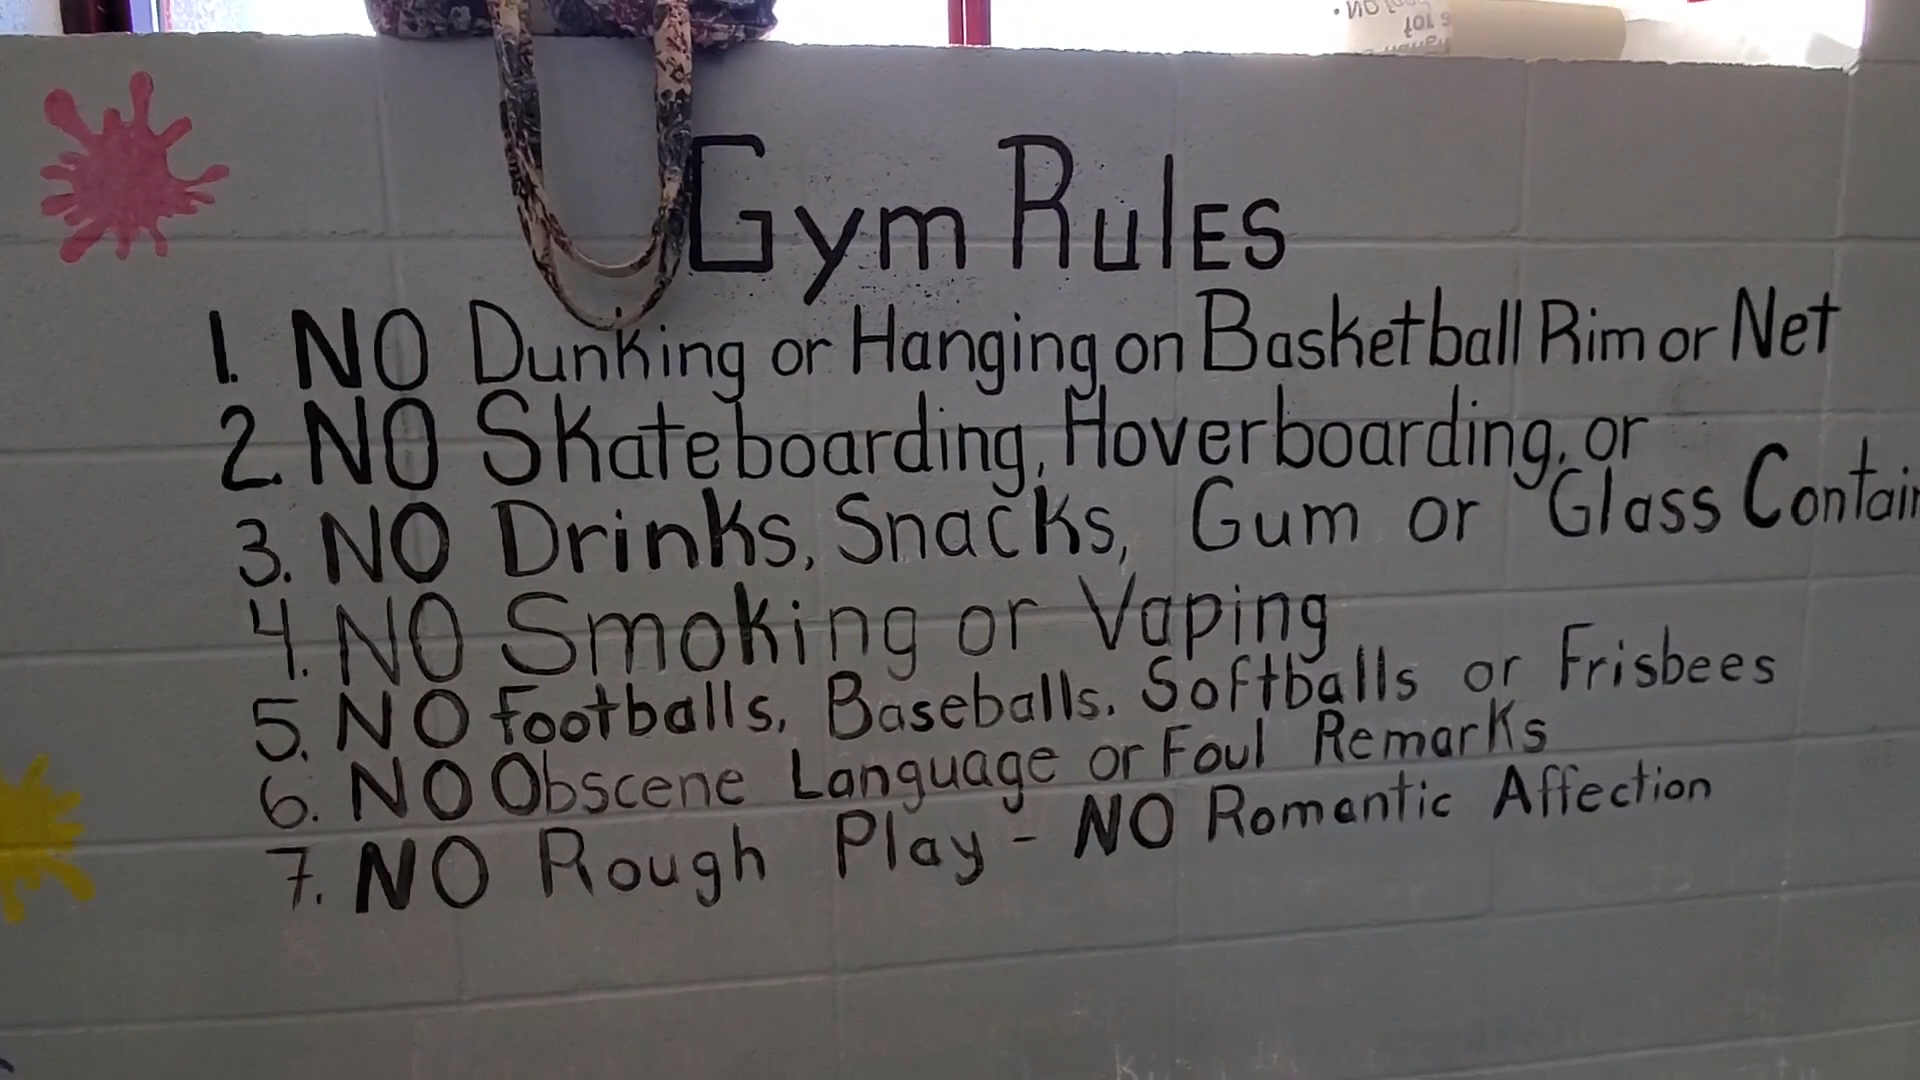 Gym RulES
1. NO Dunking or Hanging on Basketball Rim or Net
2. NO Skateboarding, Hoverboarding, or
3. NO Drinks, Snacks, Gum or Glass Contain
4. NO Smoking or Vaping
5. NO Footballs, Baseballs, Softballs or Frisbees
6. NO Obscene Language or Foul Remarks
7. NO Rough Play - NO Romantic Affection